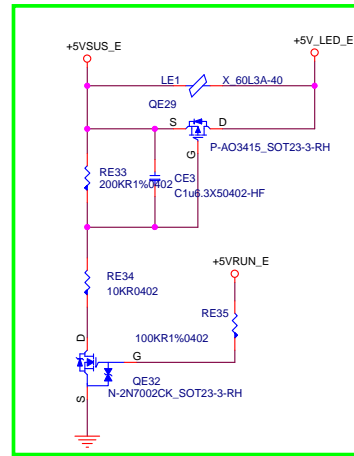 +5VSUS_E
+5V_LED_E
LE1
X_60L3A-40
QE29
S
D
P-AO3415_SOT23-3-RH
G
RE33
200KR1%0402
CE3
C1u6.3X50402-HF
RE34
10KR0402
+5VRUN_E
RE35
100KR1%0402
D
G
S
QE32
N-2N7002CK_SOT23-3-RH